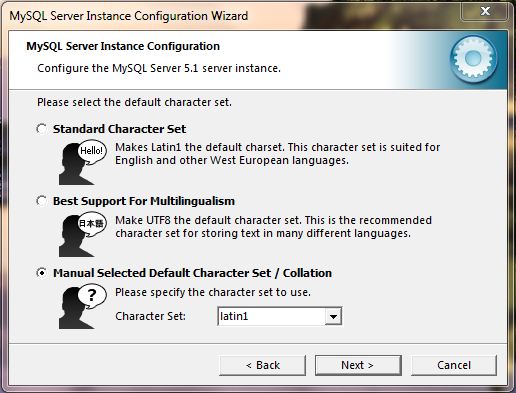 MySQL Server Instance Configuration Wizard
MySQL Server Instance Configuration
Configure the MySQL Server 5.1 server instance.
Please select the default character set.
Standard Character Set
Hello!
Makes Latin1 the default charset. This character set is suited for
English and other West European languages.
Best Support For Multilingualism
日本語
Make UTF8 the default character set. This is the recommended
character set for storing text in many different languages.
Manual Selected Default Character Set / Collation
?
Please specify the character set to use.
Character Set: latin1
< Back Next > Cancel